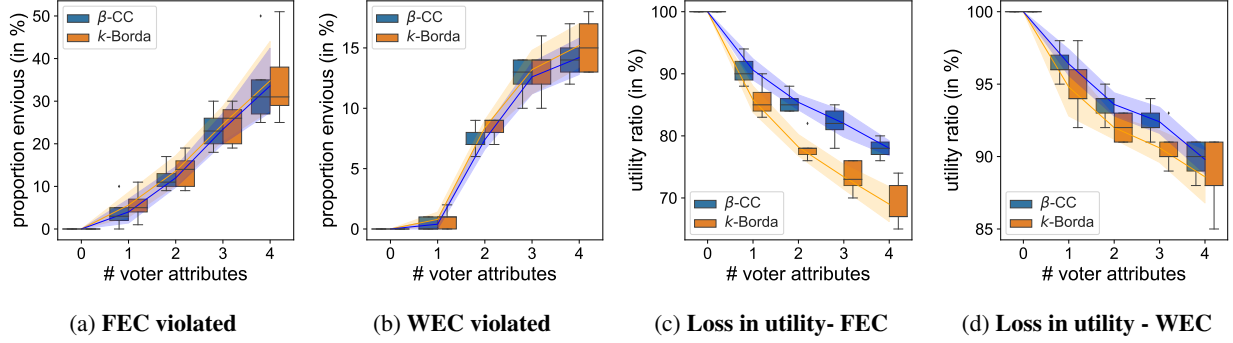 50
40
30
20
10
0
proportion envious (in %)
β-CC
k-Borda
0 1 2 3 4
# voter attributes
(a) FEC violated
15
10
5
0
proportion envious (in %)
β-CC
k-Borda
0 1 2 3 4
# voter attributes
(b) WEC violated
100
90
80
70
utility ratio (in %)
β-CC
k-Borda
0 1 2 3 4
# voter attributes
(c) Loss in utility- FEC
100
95
90
85
utility ratio (in %)
β-CC
k-Borda
0 1 2 3 4
# voter attributes
(d) Loss in utility - WEC